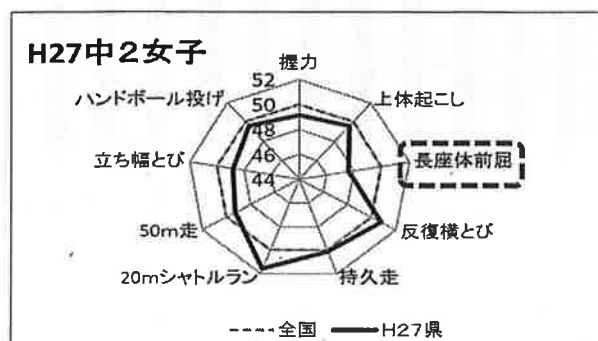 H27中2女子
握力
上体起こし
長座体前屈
反復横とび
持久走
20mシャトルラン
50m走
立ち幅とび
ハンドボール投げ
52
50
48
46
44
全国
H27県